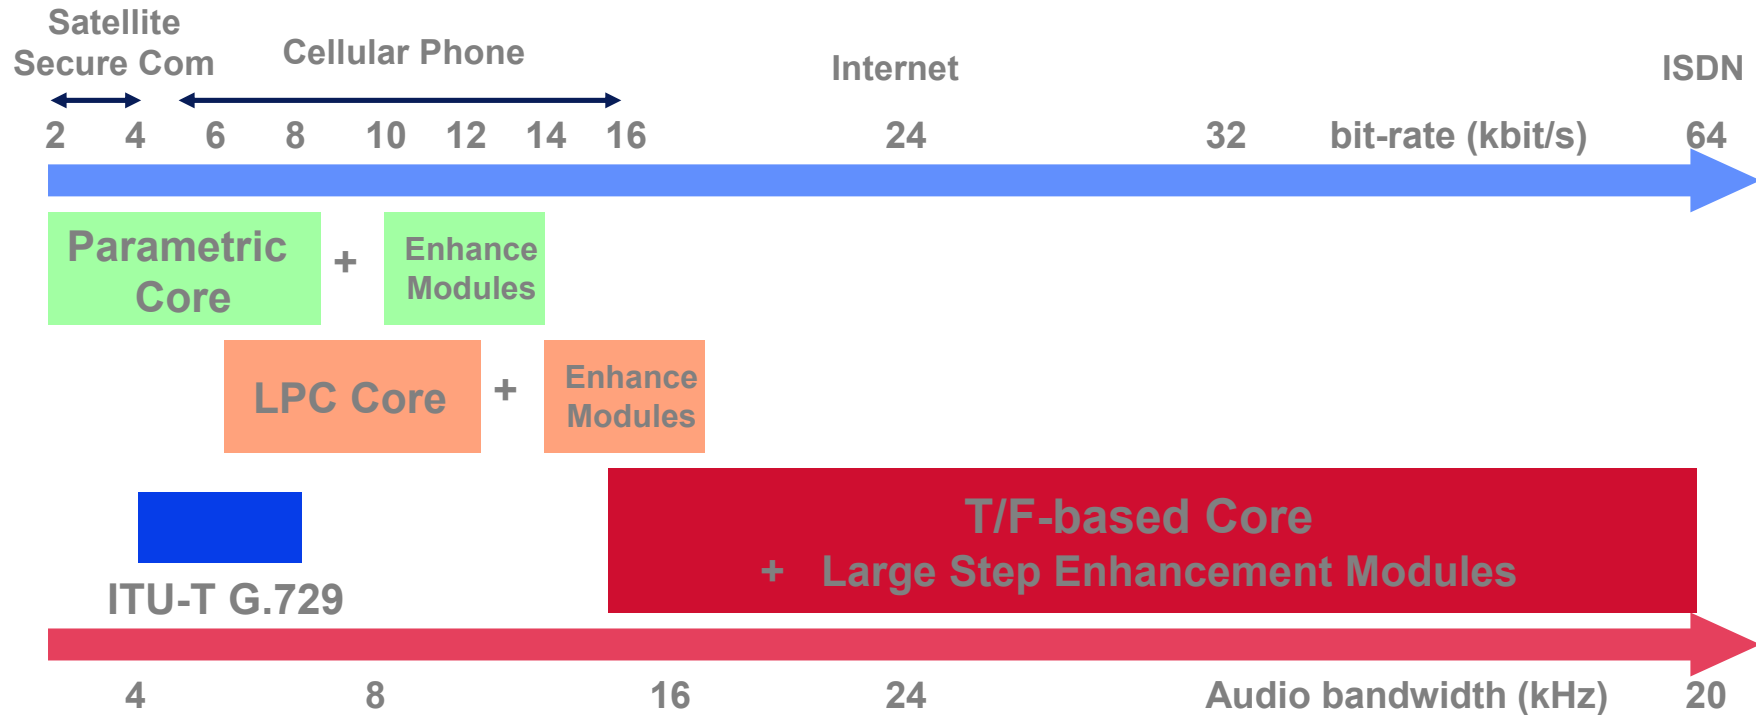 Satellite
Secure Com
Cellular Phone
Internet
ISDN
2 4 6 8 10 12 14 16 24 32 bit-rate (kbit/s) 64
Parametric
Core
+
Enhance
Modules
LPC Core
+
Enhance
Modules
T/F-based Core
+ Large Step Enhancement Modules
ITU-T G.729
4 8 16 24 Audio bandwidth (kHz) 20